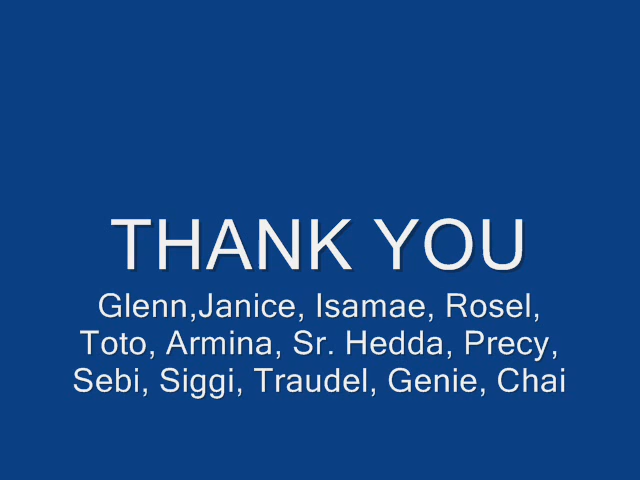 THANK YOU
Glenn,Janice, Isamae, Rosel,
Toto, Armina, Sr. Hedda, Precy,
Sebi, Siggi, Traudel, Genie, Chai